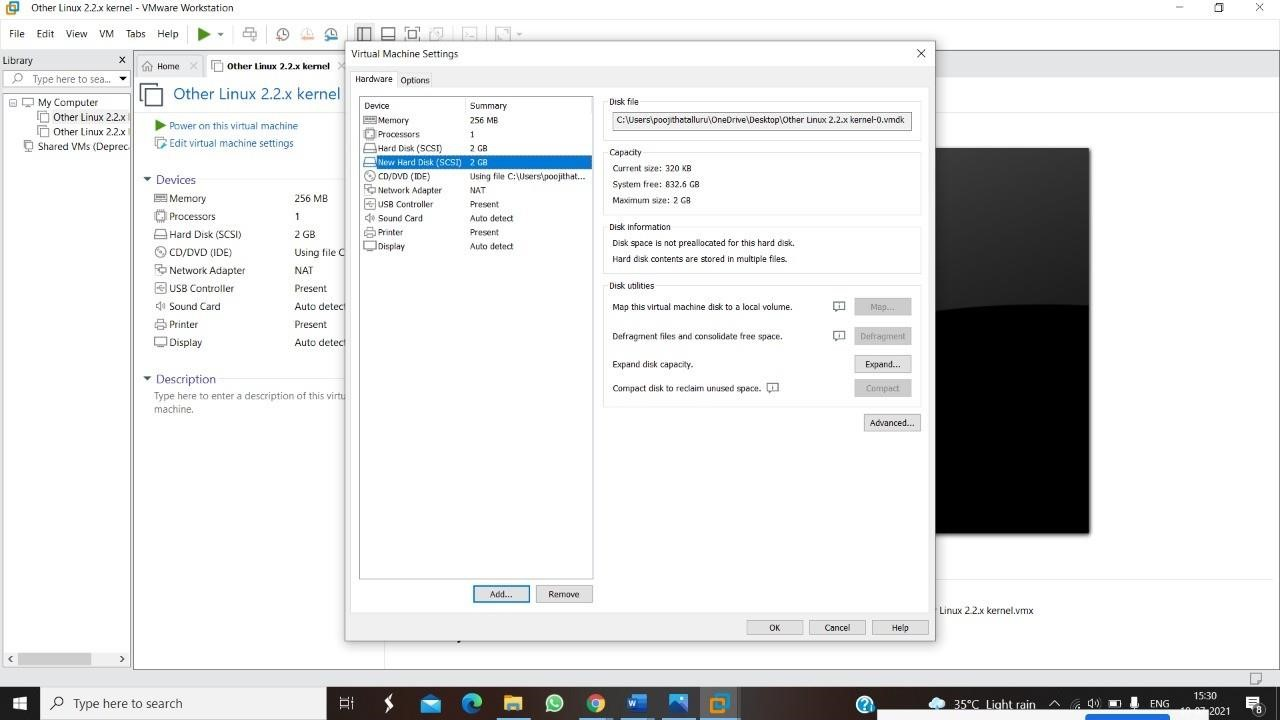 Other Linux 2.2.x kernel - VMware Workstation
File Edit View VM Tabs Help
Library
Type here to sea...
My Computer
Other Linux 2.2.x
Other Linux 2.2.x
Shared VMs (Deprec
Home
Other Linux 2.2.x kernel
Other Linux 2.2.x kernel
Power on this virtual machine
Edit virtual machine settings
Devices
Memory 256 MB
Processors 1
Hard Disk (SCSI) 2 GB
CD/DVD (IDE) Using file C
Network Adapter NAT
USB Controller Present
Sound Card Auto detect
Printer Present
Display Auto detect
Description
Type here to enter a description of this virtu
machine.
Virtual Machine Settings
Hardware Options
Device Summary
Memory 256 MB
Processors 1
Hard Disk (SCSI) 2 GB
New Hard Disk (SCSI) 2 GB
CD/DVD (IDE) Using file C:\Users\poojithat...
Network Adapter NAT
USB Controller Present
Sound Card Auto detect
Printer Present
Display Auto detect
Add... Remove
Disk file
C:\Users\poojithatalluru\OneDrive\Desktop\Other Linux 2.2.x kernel-0.vmdk
Capacity
Current size: 320 KB
System free: 832.6 GB
Maximum size: 2 GB
Disk information
Disk space is not preallocated for this hard disk.
Hard disk contents are stored in multiple files.
Disk utilities
Map this virtual machine disk to a local volume. Map...
Defragment files and consolidate free space. Defragment
Expand disk capacity. Expand...
Compact disk to reclaim unused space. Compact
Advanced...
OK Cancel Help
Linux 2.2.x kernel.vmx
Type here to search
35°C Light rain
ENG
15:30
8